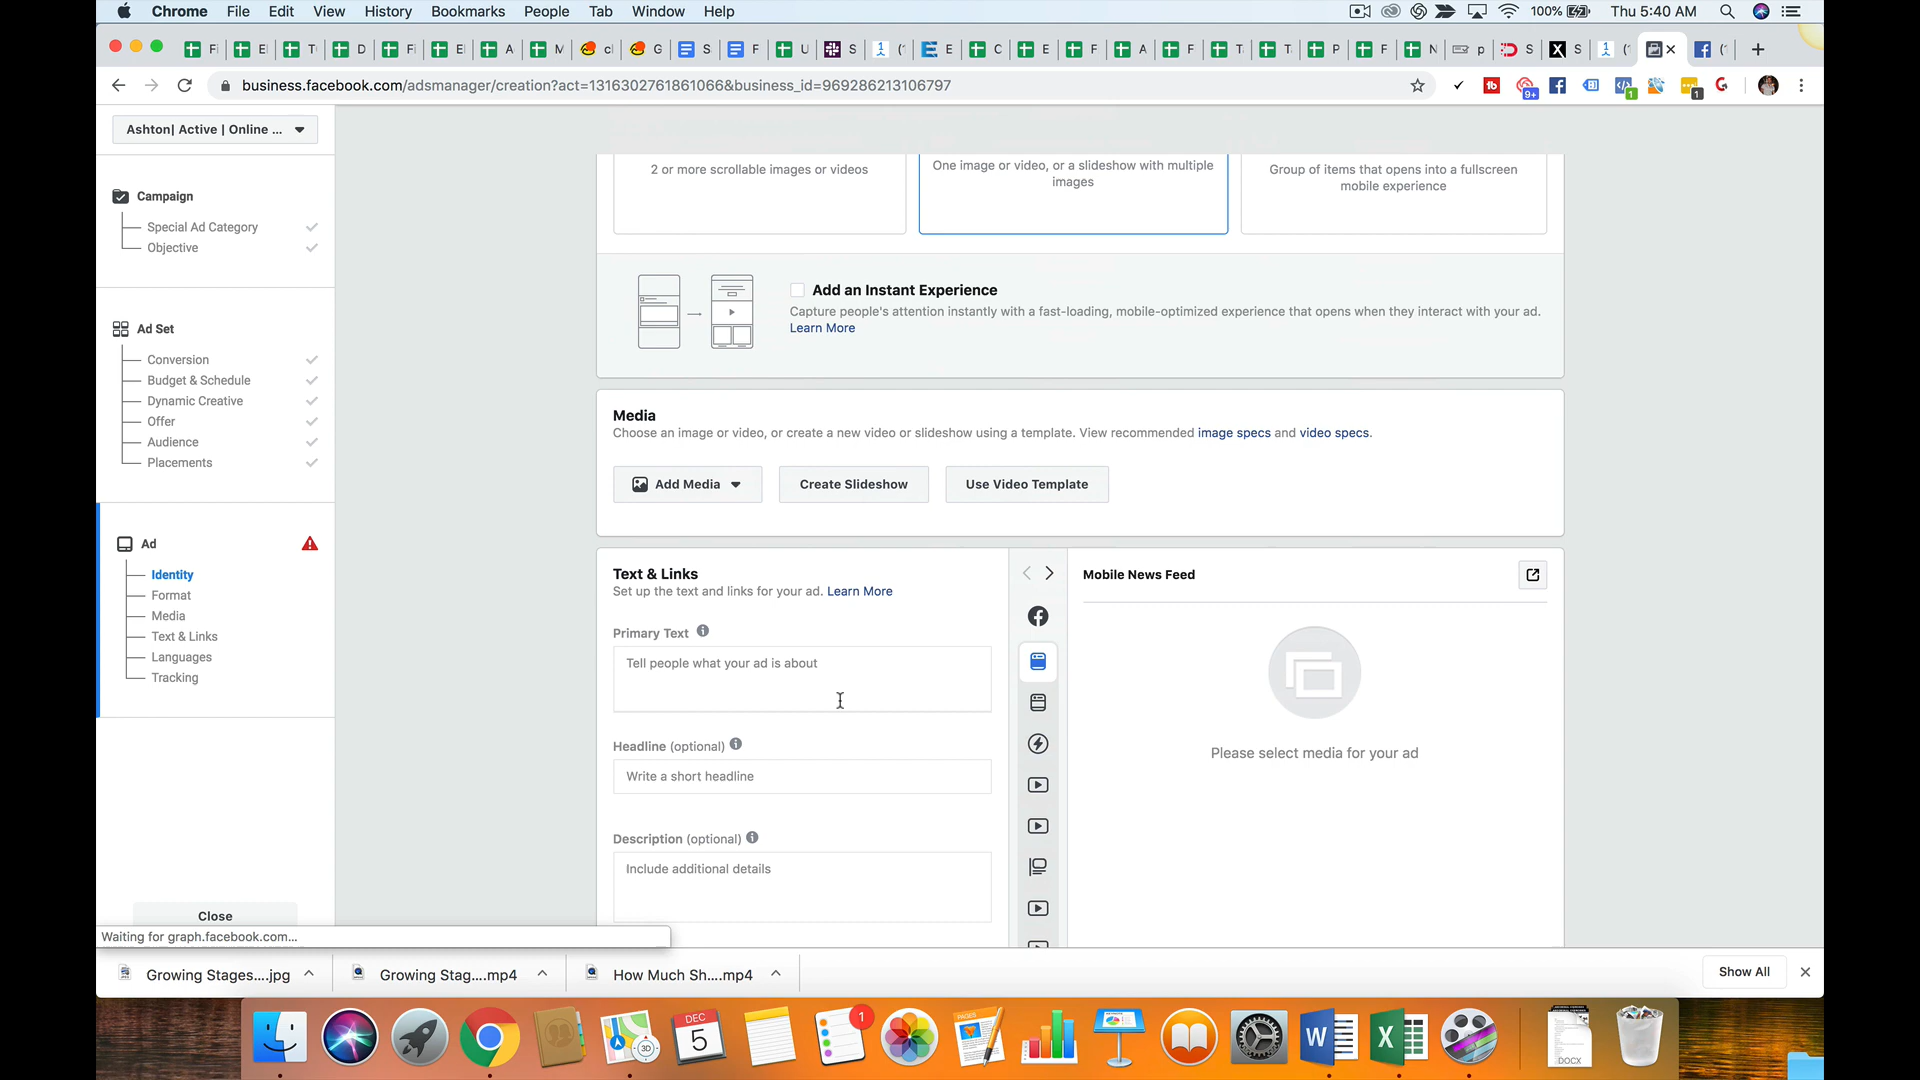 Chrome File Edit View History Bookmarks People Tab Window Help 100% Thu 5:40 AM
business.facebook.com/adsmanager/creation?act=1316302761861066&business_id=969286213106797
9+ 1 1
Ashton| Active | Online ...
2 or more scrollable images or videos
One image or video, or a slideshow with multiple images
Group of items that opens into a fullscreen mobile experience
Campaign
Special Ad Category
Objective
Ad Set
Conversion
Budget & Schedule
Dynamic Creative
Offer
Audience
Placements
Ad
Identity
Format
Media
Text & Links
Languages
Tracking
Close
Waiting for graph.facebook.com...
Add an Instant Experience
Capture people's attention instantly with a fast-loading, mobile-optimized experience that opens when they interact with your ad.
Learn More
Media
Choose an image or video, or create a new video or slideshow using a template. View recommended image specs and video specs.
Add Media
Create Slideshow
Use Video Template
Text & Links
Set up the text and links for your ad. Learn More
Primary Text
Tell people what your ad is about
Headline (optional)
Write a short headline
Description (optional)
Include additional details
Mobile News Feed
Please select media for your ad
Growing Stages....jpg
Growing Stag....mp4
How Much Sh....mp4
Show All
DEC
5
3D
1
PAGES
W
X
DOCX